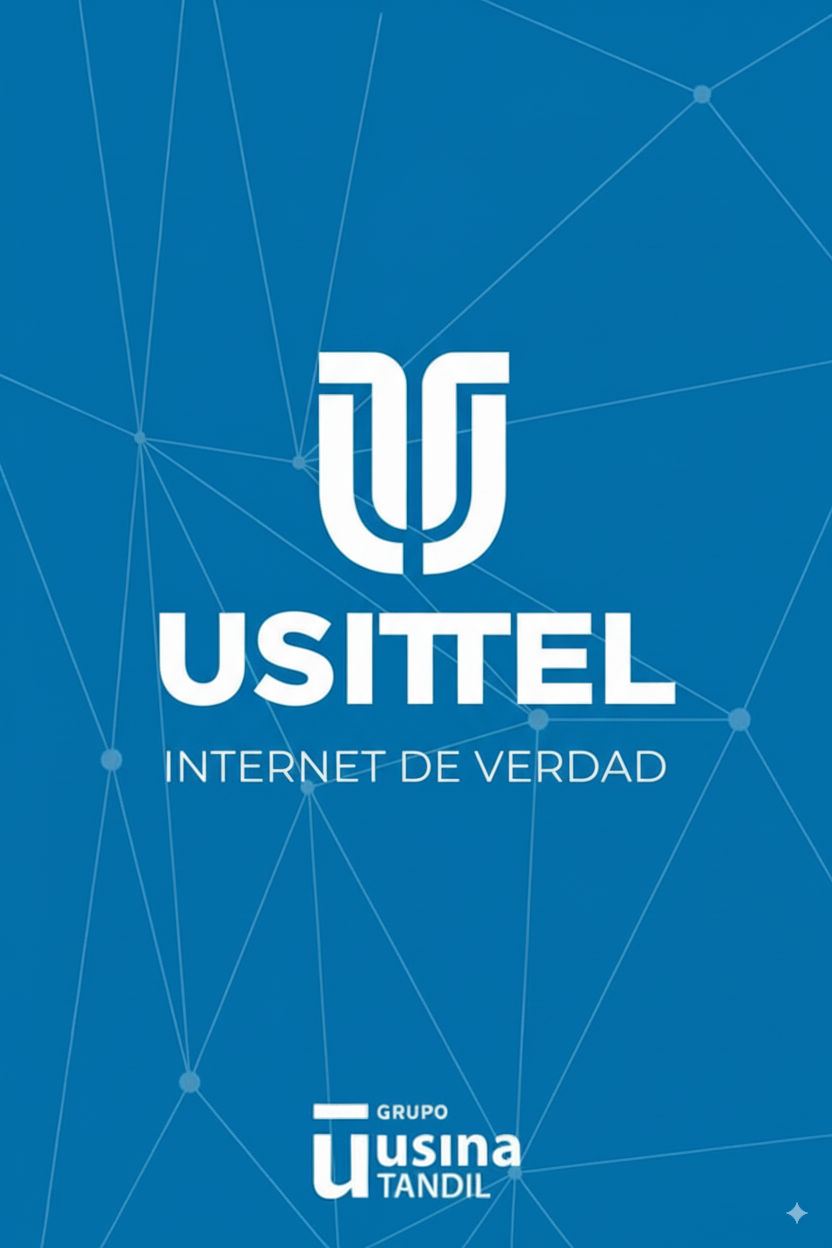 USITTEL
INTERNET DE VERDAD
GRUPO
usina
TANDIL